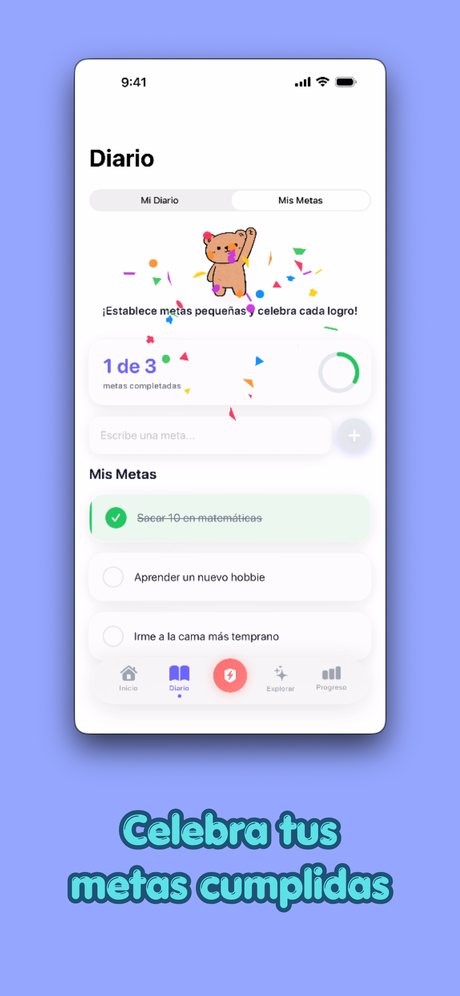 9:41
Diario
Mi Diario
Mis Metas
¡Establece metas pequeñas y celebra cada logro!
1 de 3
metas completadas
Escribe una meta...
Mis Metas
Sacar 10 en matemáticas
Aprender un nuevo hobbie
Irme a la cama más temprano
Inicio
Diario
Explorar
Progreso
Celebra tus
metas cumplidas